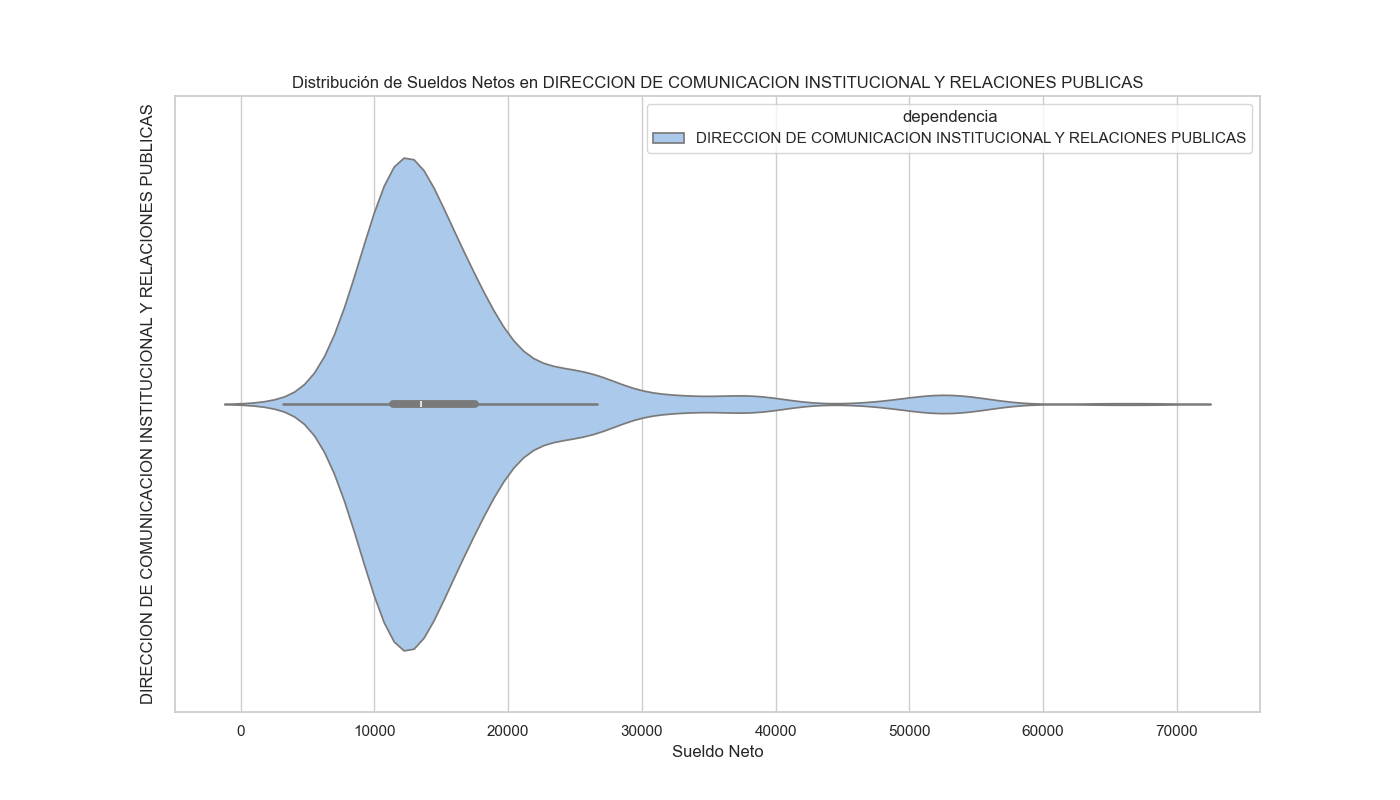 Distribución de Sueldos Netos en DIRECCION DE COMUNICACION INSTITUCIONAL Y RELACIONES PUBLICAS
dependencia
DIRECCION DE COMUNICACION INSTITUCIONAL Y RELACIONES PUBLICAS
DIRECCION DE COMUNICACION INSTITUCIONAL Y RELACIONES PUBLICAS
0 10000 20000 30000 40000 50000 60000 70000
Sueldo Neto